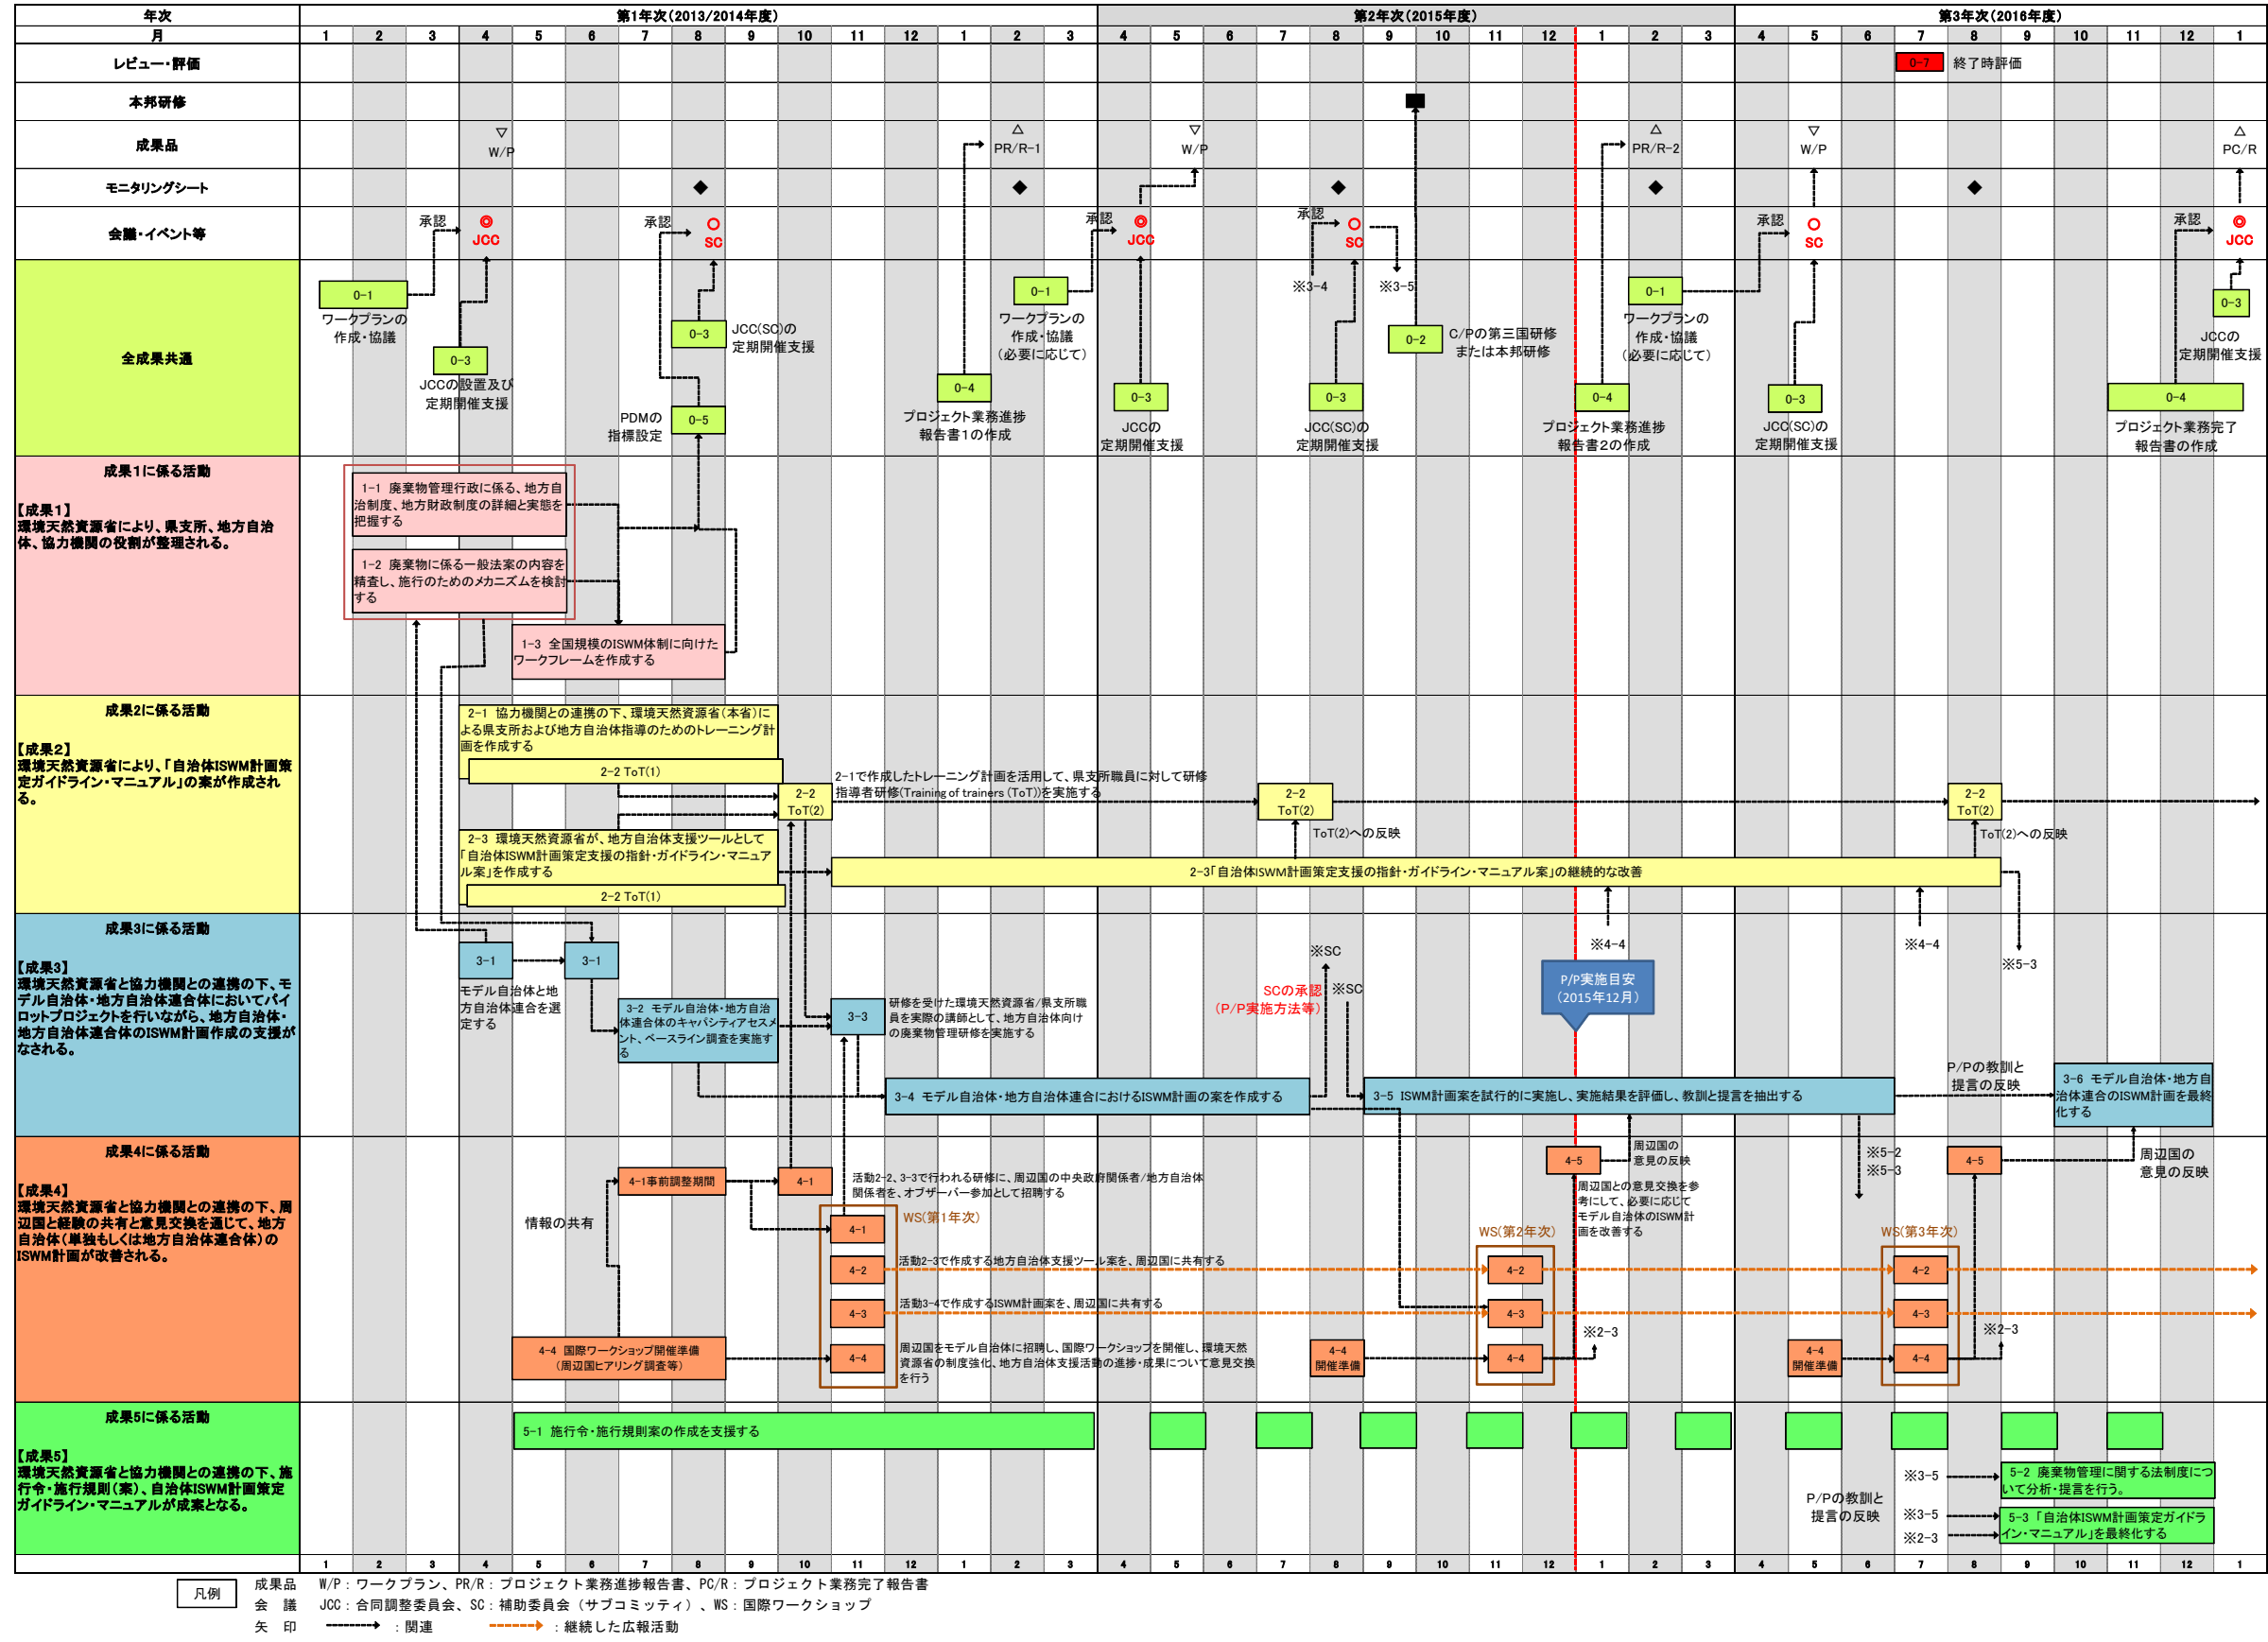 年次 第1年次(2013/2014年度) 第2年次(2015年度) 第3年次(2016年度)
月 1 2 3 4 5 6 7 8 9 10 11 12 1 2 3 4 5 6 7 8 9 10 11 12 1 2 3 4 5 6 7 8 9 10 11 12 1
レビュー・評価
0-7 終了時評価
本邦研修
成果品
▽ △ ▽ △ ▽ △
W/P PR/R-1 W/P PR/R-2 W/P PC/R
モニタリングシート
◆ ◆ ◆ ◆ ◆
会議・イベント等
承認 ◎ 承認 ○ 承認 ◎ 承認 ○ 承認 ○ 承認 ◎
JCC SC JCC SC SC JCC
全成果共通
0-1
ワークプランの
作成・協議
0-3
JCCの設置及び
定期開催支援
0-3
JCC(SC)の
定期開催支援
PDMの
指標設定
0-5
0-4
プロジェクト業務進捗
報告書1の作成
0-1
ワークプランの
作成・協議
(必要に応じて)
0-3
JCCの
定期開催支援
※3-4
※3-5
0-3
JCC(SC)の
定期開催支援
0-2
C/Pの第三国研修
または本邦研修
0-4
プロジェクト業務進捗
報告書2の作成
0-1
ワークプランの
作成・協議
(必要に応じて)
0-3
JCC(SC)の
定期開催支援
0-3
JCCの
定期開催支援
0-4
プロジェクト業務完了
報告書の作成
成果1に係る活動
【成果1】
環境天然資源省により、県支所、地方自治
体、協力機関の役割が整理される。
1-1 廃棄物管理行政に係る、地方自
治制度、地方財政制度の詳細と実態を
把握する
1-2 廃棄物に係る一般法案の内容を
精査し、施行のためのメカニズムを検討
する
1-3 全国規模のISWM体制に向けた
ワークフレームを作成する
成果2に係る活動
【成果2】
環境天然資源省により、「自治体ISWM計画策
定ガイドライン・マニュアル」の案が作成され
る。
2-1 協力機関との連携の下、環境天然資源省(本省)に
よる県支所および地方自治体指導のためのトレーニング計
画を作成する
2-2 ToT(1)
2-2
ToT(2)
2-1で作成したトレーニング計画を活用して、県支所職員に対して研修
指導者研修(Training of trainers (ToT))を実施する
2-2
ToT(2)
ToT(2)への反映
2-2
ToT(2)
ToT(2)への反映
2-3 環境天然資源省が、地方自治体支援ツールとして
「自治体ISWM計画策定支援の指針・ガイドライン・マニュア
ル案」を作成する
2-2 ToT(1)
2-3「自治体ISWM計画策定支援の指針・ガイドライン・マニュアル案」の継続的な改善
※4-4
※4-4
※5-3
成果3に係る活動
【成果3】
環境天然資源省と協力機関との連携の下、モ
デル自治体・地方自治体連合体においてパイ
ロットプロジェクトを行いながら、地方自治体・
地方自治体連合体のISWM計画作成の支援が
なされる。
3-1
3-1
モデル自治体と地
方自治体連合を選
定する
3-2 モデル自治体・地方自治
体連合体のキャパシティアセスメ
ント、ベースライン調査を実施す
る
3-3
研修を受けた環境天然資源省/県支所職
員を実際の講師として、地方自治体向け
の廃棄物管理研修を実施する
※SC
SCの承認
(P/P実施方法等)
※SC
P/P実施目安
(2015年12月)
3-4 モデル自治体・地方自治体連合におけるISWM計画の案を作成する
3-5 ISWM計画案を試行的に実施し、実施結果を評価し、教訓と提言を抽出する
P/Pの教訓と
提言の反映
3-6 モデル自治体・地方自
治体連合のISWM計画を最終
化する
成果4に係る活動
【成果4】
環境天然資源省と協力機関との連携の下、周
辺国と経験の共有と意見交換を通じて、地方
自治体(単独もしくは地方自治体連合体)の
ISWM計画が改善される。
4-1事前調整期間
4-1
活動2-2、3-3で行われる研修に、周辺国の中央政府関係者/地方自治体
関係者を、オブザーバー参加として招聘する
情報の共有
WS(第1年次)
4-1
4-2
活動2-3で作成する地方自治体支援ツール案を、周辺国に共有する
4-3
活動3-4で作成するISWM計画案を、周辺国に共有する
4-4 国際ワークショップ開催準備
(周辺国ヒアリング調査等)
4-4
周辺国をモデル自治体に招聘し、国際ワークショップを開催し、環境天然
資源省の制度強化、地方自治体支援活動の進捗・成果について意見交換
を行う
4-4
開催準備
WS(第2年次)
4-2
4-3
4-4
4-5
周辺国の
意見の反映
周辺国との意見交換を参
考にして、必要に応じて
モデル自治体のISWM計
画を改善する
※2-3
※5-2
※5-3
4-4
開催準備
WS(第3年次)
4-2
4-3
4-4
4-5
周辺国の
意見の反映
※2-3
成果5に係る活動
【成果5】
環境天然資源省と協力機関との連携の下、施
行令・施行規則(案)、自治体ISWM計画策定
ガイドライン・マニュアルが成案となる。
5-1 施行令・施行規則案の作成を支援する
P/Pの教訓と
提言の反映
※3-5
5-2 廃棄物管理に関する法制度につ
いて分析・提言を行う。
※3-5
※2-3
5-3 「自治体ISWM計画策定ガイドラ
イン・マニュアル」を最終化する
1 2 3 4 5 6 7 8 9 10 11 12 1 2 3 4 5 6 7 8 9 10 11 12 1 2 3 4 5 6 7 8 9 10 11 12 1
凡例
成果品 W/P：ワークプラン、PR/R：プロジェクト業務進捗報告書、PC/R：プロジェクト業務完了報告書
会 議 JCC：合同調整委員会、SC：補助委員会（サブコミッティ）、WS：国際ワークショップ
矢 印 ：関連 ：継続した広報活動